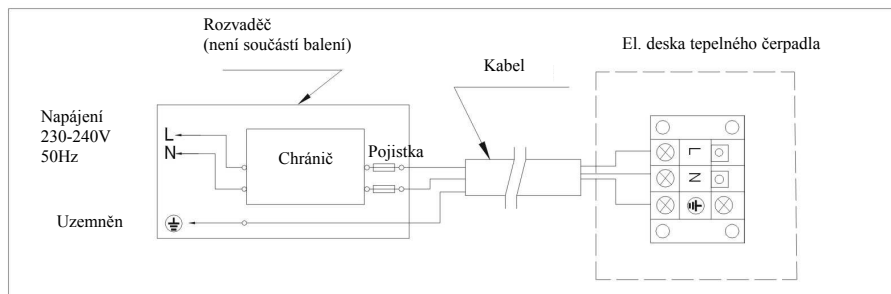 Rozvaděč
(není součástí balení)
El. deska tepelného čerpadla
Kabel
Napájení
230-240V
50Hz
L
N
Chránič
Pojistka
Uzemněn
L
N